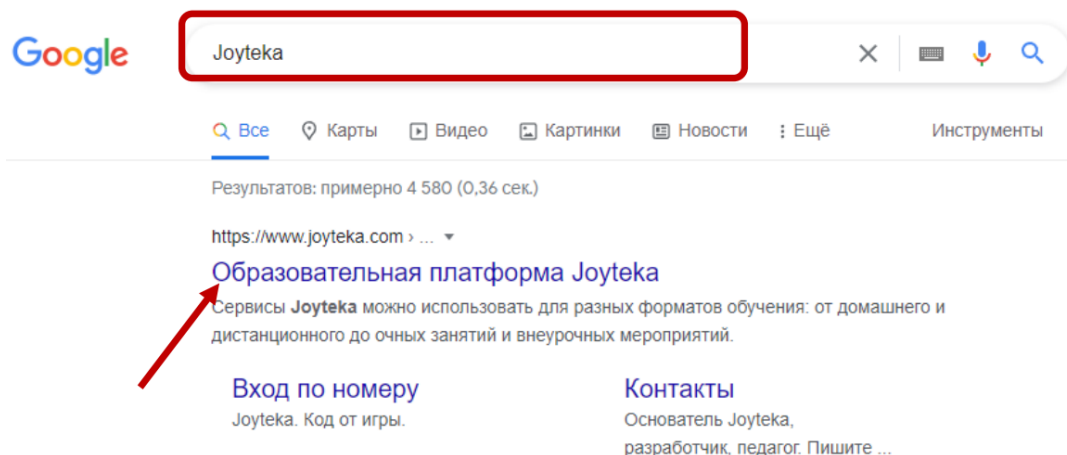 Google
Joyteka
Все Карты Видео Картинки Новости Ещё Инструменты
Результатов: примерно 4 580 (0,36 сек.)
https://www.joyteka.com › ...
Образовательная платформа Joyteka
Сервисы Joyteka можно использовать для разных форматов обучения: от домашнего и
дистанционного до очных занятий и внеурочных мероприятий.
Вход по номеру
Joyteka. Код от игры.
Контакты
Основатель Joyteka,
разработчик, педагог. Пишите ...